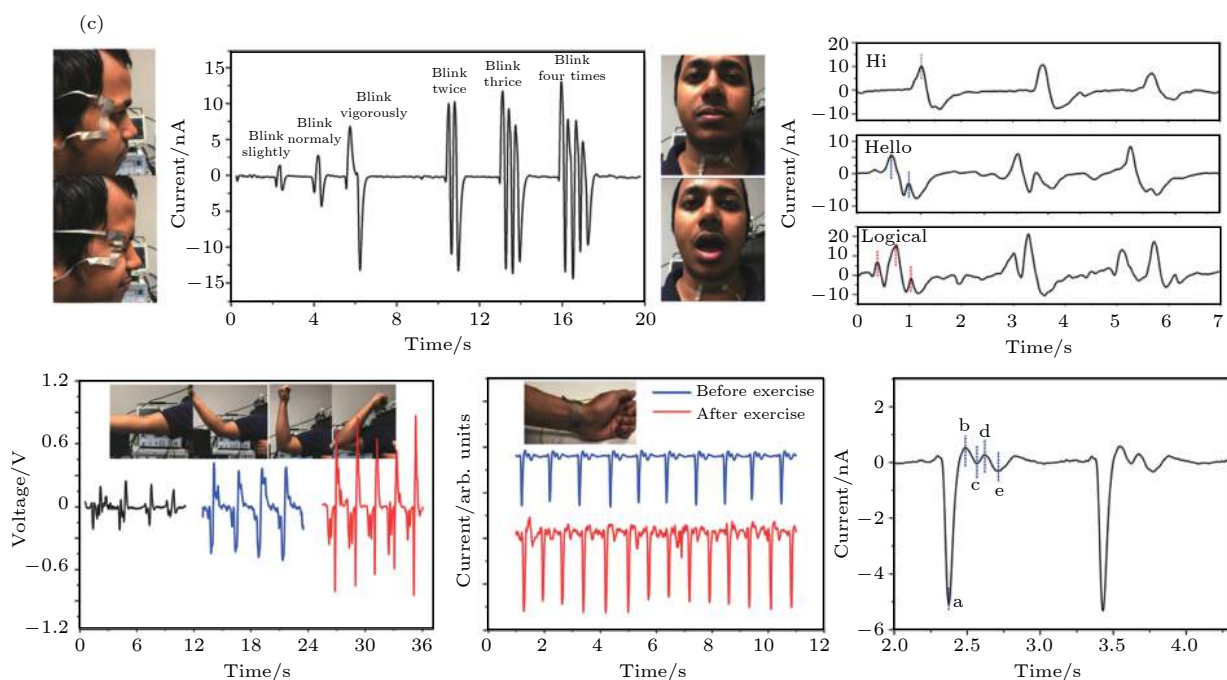 (c)
Current/nA
15
10
5
0
−5
−10
−15
Blink
slightly
Blink
normaly
Blink
vigorously
Blink
twice
Blink
thrice
Blink
four times
0
4
8
12
16
20
Time/s
Current/nA
20
10
0
−10
Hi
10
0
−10
Hello
20
10
0
−10
Logical
0
1
2
3
4
5
6
7
Time/s
Voltage/V
1.2
0.6
0
−0.6
−1.2
0
6
12
18
24
30
36
Time/s
Current/arb. units
Before exercise
After exercise
0
2
4
6
8
10
12
Time/s
Current/nA
2
0
−2
−4
−6
a
b
c
d
e
2.0
2.5
3.0
3.5
4.0
Time/s